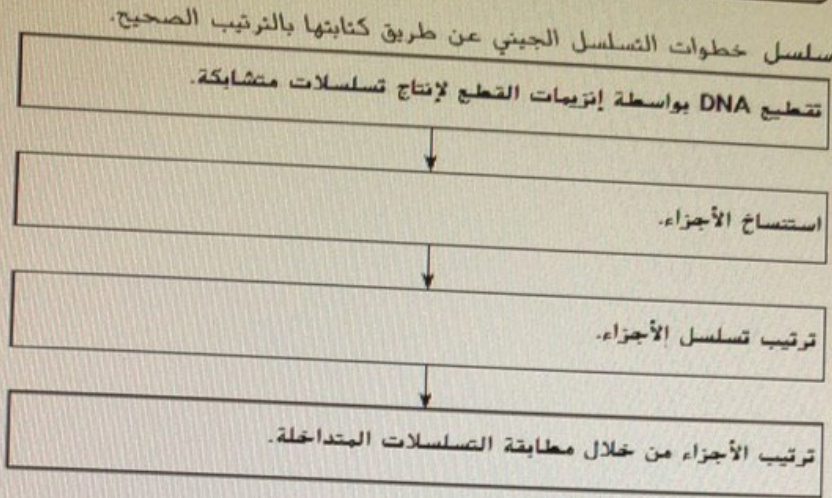 سلسل خطوات التسلسل الجيني عن طريق كتابتها بالترتيب الصحيح.
تقطيع DNA بواسطة إنزيمات القطع لإنتاج تسلسلات متشابكة.
استنساخ الأجزاء.
ترتيب تسلسل الأجزاء.
ترتيب الأجزاء من خلال مطابقة التسلسلات المتداخلة.